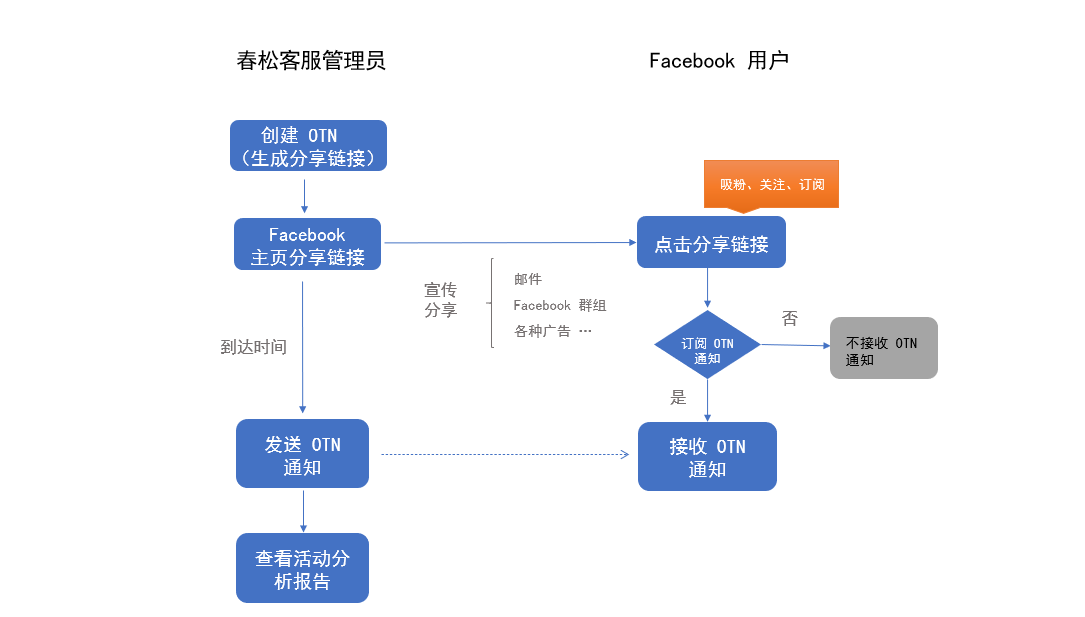 春松客服管理员
Facebook 用户
创建 OTN
（生成分享链接）
吸粉、关注、订阅
Facebook
主页分享链接
点击分享链接
宣传
分享
邮件
Facebook 群组
各种广告 …
否
订阅 OTN
通知
不接收 OTN
通知
到达时间
是
发送 OTN
通知
接收 OTN
通知
查看活动分
析报告